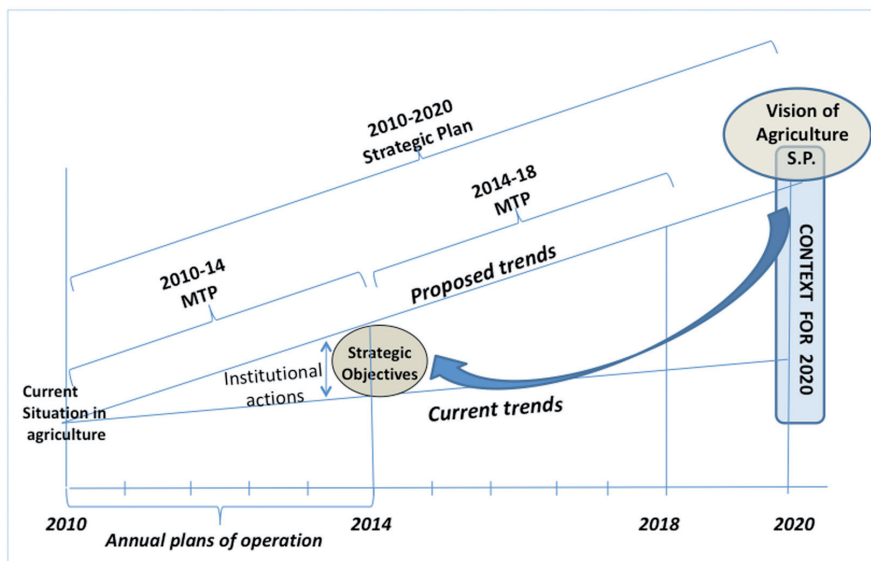 2010-2020
Strategic Plan
Vision of
Agriculture
S.P.
2014-18
MTP
2010-14
MTP
Proposed trends
CONTEXT FOR 2020
Strategic
Objectives
Institutional
actions
Current
Situation in
agriculture
Current trends
2010
2014
2018
2020
Annual plans of operation